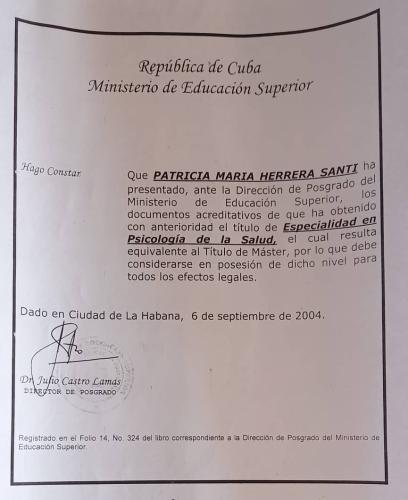 República de Cuba
Ministerio de Educación Superior
Hago Constar
Que PATRICIA MARIA HERRERA SANTI ha
presentado, ante la Dirección de Posgrado del
Ministerio de Educación Superior, los
documentos acreditativos de que ha obtenido
con anterioridad el título de Especialidad en
Psicología de la Salud, el cual resulta
equivalente al Título de Máster, por lo que debe
considerarse en posesión de dicho nivel para
todos los efectos legales.
Dado en Ciudad de La Habana, 6 de septiembre de 2004.
Dr. Julio Castro Lamas
DIRECTOR DE POSGRADO
Registrado en el Folio 14, No. 324 del libro correspondiente a la Dirección de Posgrado del Ministerio de
Educación Superior.